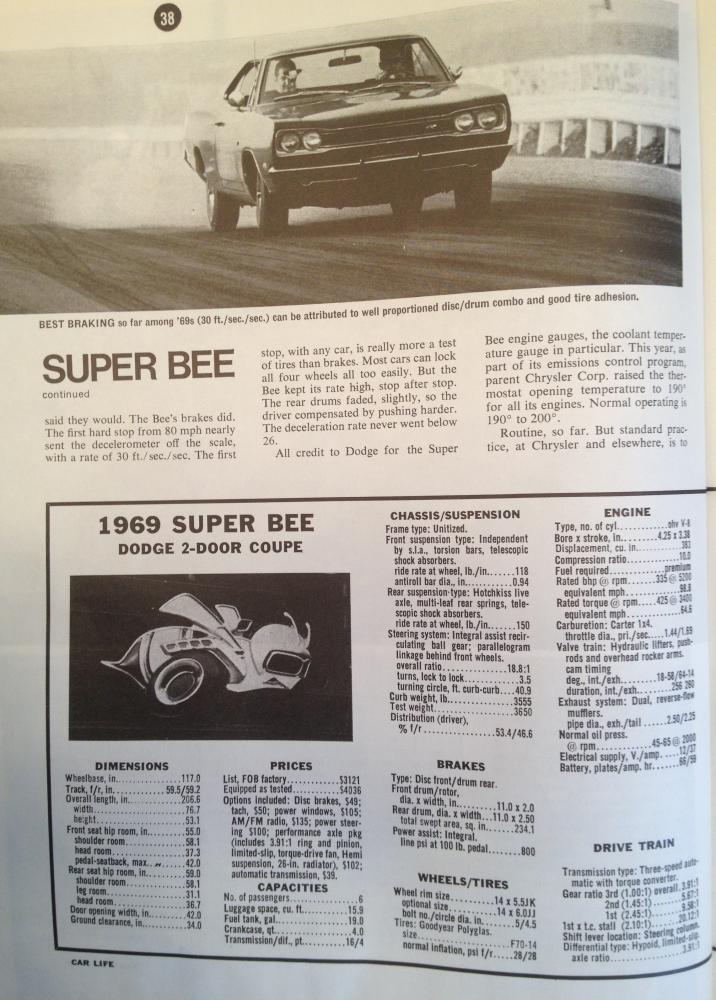 38
BEST BRAKING so far among '69s (30 ft./sec./sec.) can be attributed to well proportioned disc/drum combo and good tire adhesion.
SUPER BEE
continued
said they would. The Bee's brakes did.
The first hard stop from 80 mph nearly
sent the decelerometer off the scale,
with a rate of 30 ft./sec./sec. The first
stop, with any car, is really more a test
of tires than brakes. Most cars can lock
all four wheels all too easily. But the
Bee kept its rate high, stop after stop.
The rear drums faded, slightly, so the
driver compensated by pushing harder.
The deceleration rate never went below
26.
All credit to Dodge for the Super
Bee engine gauges, the coolant temper-
ature gauge in particular. This year, as
part of its emissions control program,
parent Chrysler Corp. raised the ther-
mostat opening temperature to 190°
for all its engines. Normal operating is
190° to 200°.
Routine, so far. But standard prac-
tice, at Chrysler and elsewhere, is to
1969 SUPER BEE
DODGE 2-DOOR COUPE
DIMENSIONS
Wheelbase, in....................117.0
Track, f/r, in...............59.5/59.2
Overall length, in...............206.6
width............................76.7
height...........................53.1
Front seat hip room, in..........55.0
shoulder room....................58.1
head room........................37.3
pedal-seatback, max..............42.0
Rear seat hip room, in...........59.0
shoulder room....................58.1
leg room.........................31.1
head room........................36.7
Door opening width, in...........42.0
Ground clearance, in.............34.0
PRICES
List, FOB factory...............$3121
Equipped as tested..............$4036
Options included: Disc brakes, $49;
tach, $50; power windows, $105;
AM/FM radio, $135; power steer-
ing $100; performance axle pkg
(includes 3.91:1 ring and pinion,
limited-slip, torque-drive fan, Hemi
suspension, 26-in. radiator), $102;
automatic transmission, $39.
CAPACITIES
No. of passengers...................6
Luggage space, cu. ft............15.9
Fuel tank, gal...................19.0
Crankcase, qt.....................4.0
Transmission/dif., pt............16/4
CHASSIS/SUSPENSION
Frame type: Unitized.
Front suspension type: Independent
by s.l.a., torsion bars, telescopic
shock absorbers.
ride rate at wheel, lb./in.......118
antiroll bar dia., in...........0.94
Rear suspension type: Hotchkiss live
axle, multi-leaf rear springs, tele-
scopic shock absorbers.
ride rate at wheel, lb./in.......150
Steering system: Integral assist recir-
culating ball gear; parallelogram
linkage behind front wheels.
overall ratio.................18.8:1
turns, lock to lock..............3.5
turning circle, ft. curb-curb....40.9
Curb weight, lb.................3555
Test weight.....................3650
Distribution (driver),
% f/r......................53.4/46.6
BRAKES
Type: Disc front/drum rear.
Front drum/rotor,
dia. x width, in..........11.0 x 2.0
Rear drum, dia. x width...11.0 x 2.50
total swept area, sq. in.......234.1
Power assist: Integral.
line psi at 100 lb. pedal........800
WHEELS/TIRES
Wheel rim size............14 x 5.5JK
optional size.............14 x 6.0JJ
bolt no./circle dia. in........5/4.5
Tires: Goodyear Polyglas.
size..........................F70-14
normal inflation, psi f/r......28/28
ENGINE
Type, no. of cyl.............ohv V-8
Bore x stroke, in........4.25 x 3.38
Displacement, cu. in.............383
Compression ratio...............10.0
Fuel required................premium
Rated bhp @ rpm...........335 @ 5200
equivalent mph..................98.8
Rated torque @ rpm........425 @ 3400
equivalent mph..................64.6
Carburetion: Carter 1x4.
throttle dia., pri./sec....1.44/1.69
Valve train: Hydraulic lifters, push-
rods and overhead rocker arms.
cam timing
deg., int./exh...........18-58/64-14
duration, int./exh...........256 260
Exhaust system: Dual, reverse-flow
mufflers.
pipe dia., exh./tail.......2.50/2.25
Normal oil press.
@ rpm...................45-65 @ 2000
Electrical supply, V./amp......12/37
Battery, plates/amp. hr........66/59
DRIVE TRAIN
Transmission type: Three-speed auto-
matic with torque converter.
Gear ratio 3rd (1.00:1) overall.3.91:1
2nd (1.45:1).................5.67:1
1st (2.45:1).................9.58:1
1st x t.c. stall (2.10:1)...20.12:1
Shift lever location: Steering column.
Differential type: Hypoid, limited-slip.
axle ratio...................3.91:1
CAR LIFE